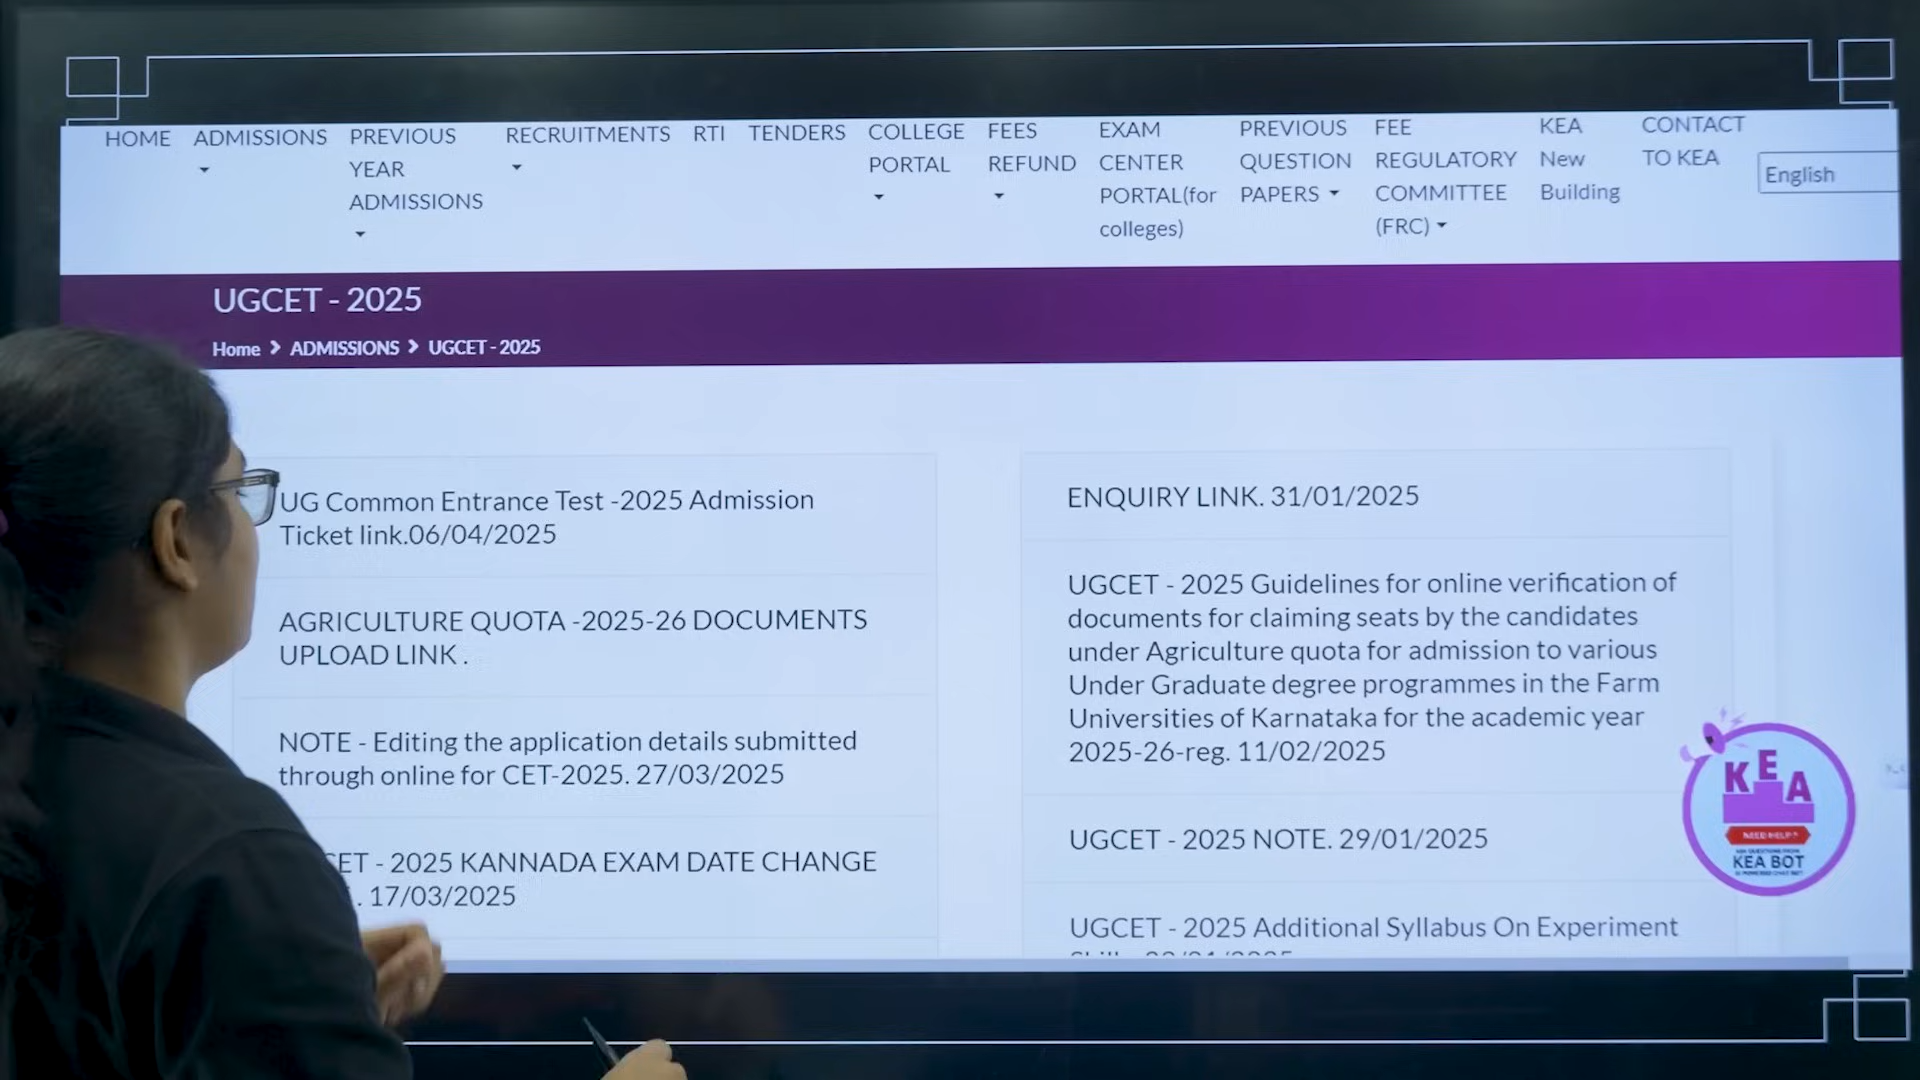 HOME
ADMISSIONS
PREVIOUS
YEAR
ADMISSIONS
RECRUITMENTS
RTI
TENDERS
COLLEGE
PORTAL
FEES
REFUND
EXAM
CENTER
PORTAL(for
colleges)
PREVIOUS
QUESTION
PAPERS
FEE
REGULATORY
COMMITTEE
(FRC)
KEA
New
Building
CONTACT
TO KEA
English
UGCET - 2025
Home > ADMISSIONS > UGCET - 2025
UG Common Entrance Test -2025 Admission
Ticket link.06/04/2025
AGRICULTURE QUOTA -2025-26 DOCUMENTS
UPLOAD LINK .
NOTE - Editing the application details submitted
through online for CET-2025. 27/03/2025
CET - 2025 KANNADA EXAM DATE CHANGE
. 17/03/2025
ENQUIRY LINK. 31/01/2025
UGCET - 2025 Guidelines for online verification of
documents for claiming seats by the candidates
under Agriculture quota for admission to various
Under Graduate degree programmes in the Farm
Universities of Karnataka for the academic year
2025-26-reg. 11/02/2025
UGCET - 2025 NOTE. 29/01/2025
UGCET - 2025 Additional Syllabus On Experiment
KEA
NEED HELP?
KEA BOT